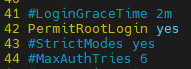 41 #LoginGraceTime 2m
42 PermitRootLogin yes
43 #StrictModes yes
44 #MaxAuthTries 6